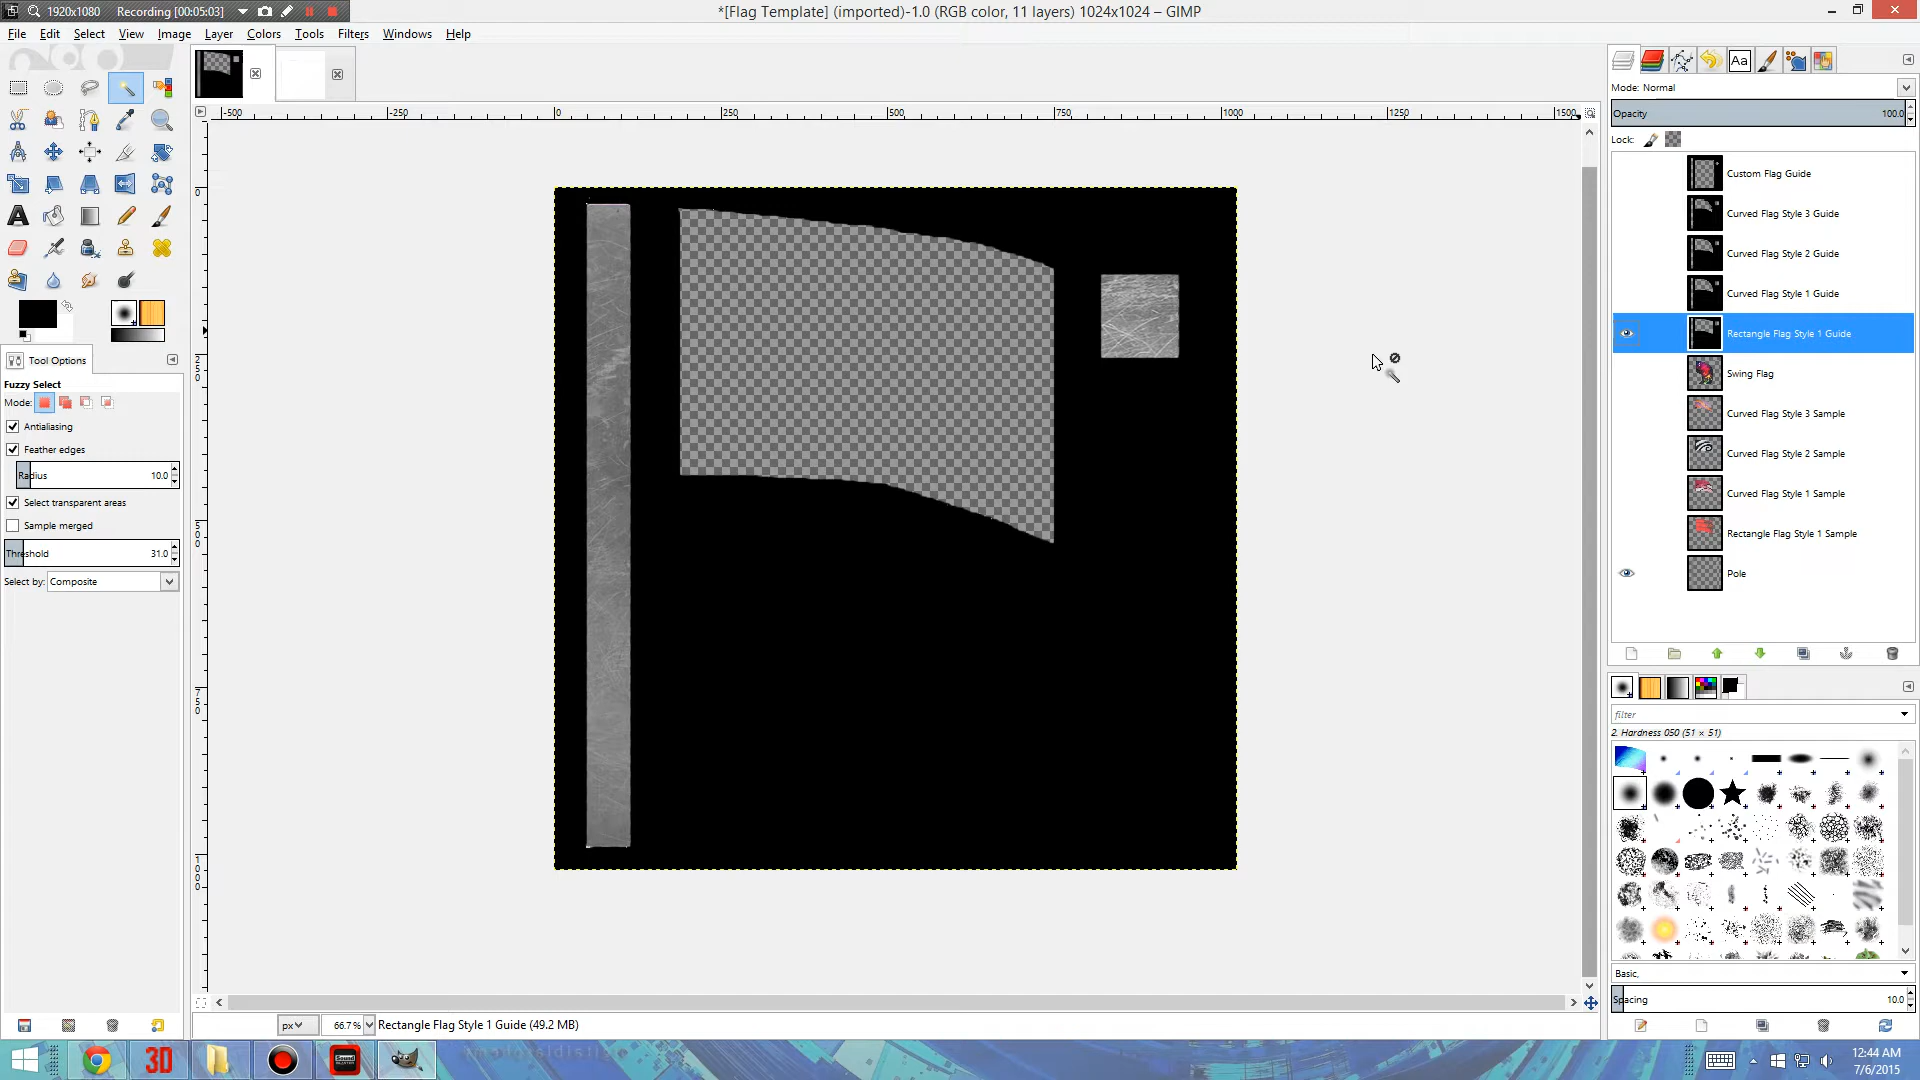 1920x1080 Recording [00:05:03]
*[Flag Template] (imported)-1.0 (RGB color, 11 layers) 1024x1024 – GIMP
File Edit Select View Image Layer Colors Tools Filters Windows Help
-500 -250 0 250 500 750 1000 1250 1500
0
250
500
750
1000
Tool Options
Fuzzy Select
Mode:
Antialiasing
Feather edges
Radius 10.0
Select transparent areas
Sample merged
Threshold 31.0
Select by: Composite
px 66.7% Rectangle Flag Style 1 Guide (49.2 MB)
Aa
Mode: Normal
Opacity 100.0
Lock:
Custom Flag Guide
Curved Flag Style 3 Guide
Curved Flag Style 2 Guide
Curved Flag Style 1 Guide
Rectangle Flag Style 1 Guide
Swing Flag
Curved Flag Style 3 Sample
Curved Flag Style 2 Sample
Curved Flag Style 1 Sample
Rectangle Flag Style 1 Sample
Pole
filter
2. Hardness 050 (51 × 51)
Basic,
Spacing 10.0
3D
12:44 AM
7/6/2015